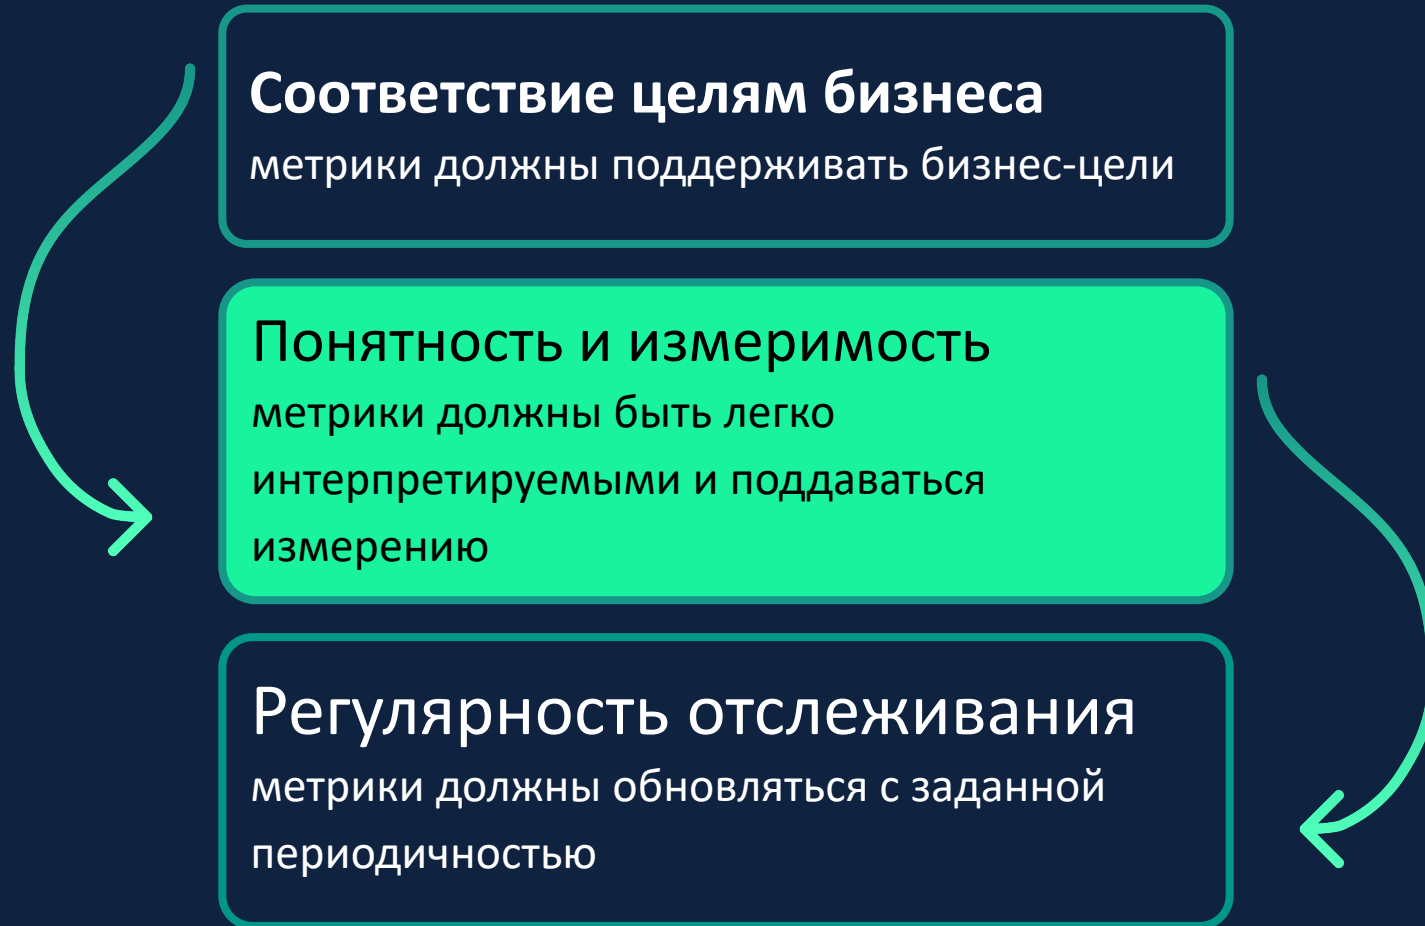 Соответствие целям бизнеса
метрики должны поддерживать бизнес-цели
Понятность и измеримость
метрики должны быть легко
интерпретируемыми и поддаваться
измерению
Регулярность отслеживания
метрики должны обновляться с заданной
периодичностью